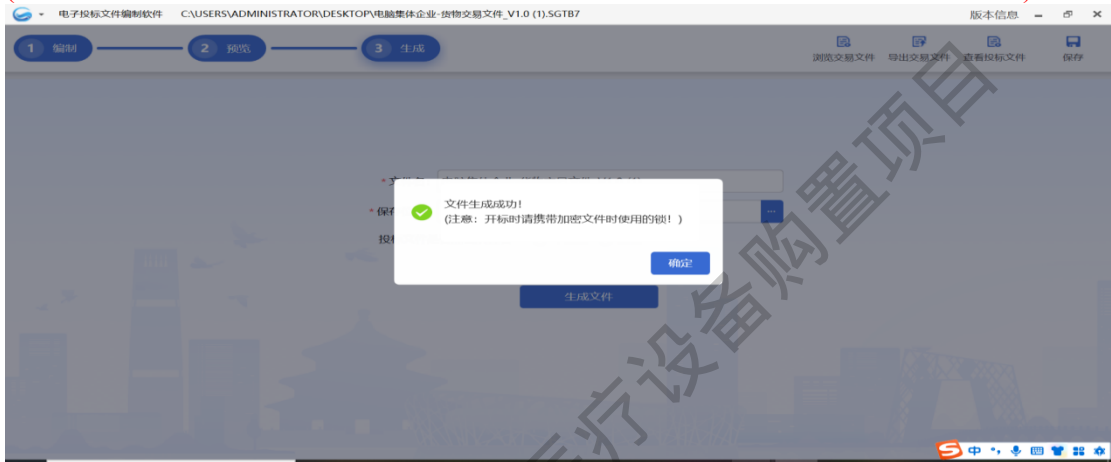 电子投标文件编制软件 C:\USERS\ADMINISTRATOR\DESKTOP\电脑集体企业-货物交易文件_V1.0 (1).SGTB7 版本信息
1 编制 2 预览 3 生成
浏览交易文件 导出交易文件 查看投标文件 保存
文件生成成功!
(注意：开标时请携带加密文件时使用的锁！)
确定
生成文件
疗设备购置项目
中